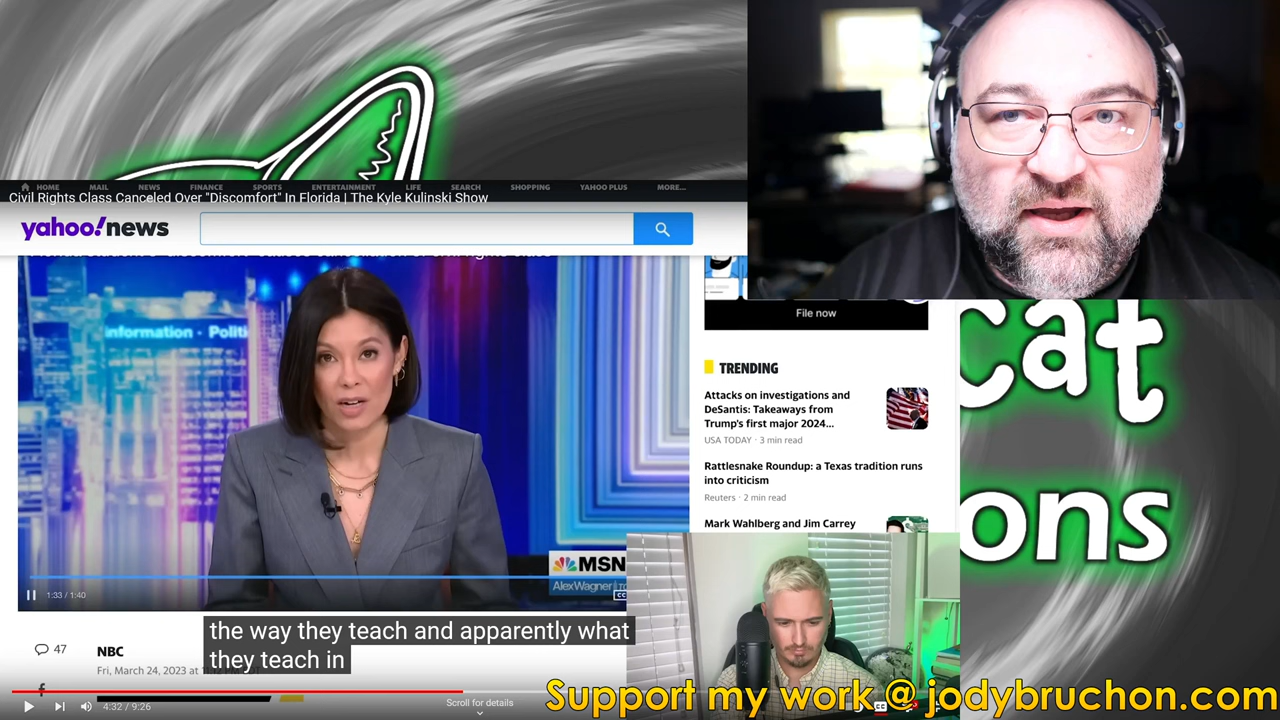 HOME MAIL NEWS FINANCE SPORTS ENTERTAINMENT LIFE SEARCH SHOPPING YAHOO PLUS MORE...
Civil Rights Class Canceled Over "Discomfort" In Florida | The Kyle Kulinski Show
yahoo!news
Information · Politi
File now
TRENDING
Attacks on investigations and
DeSantis: Takeaways from
Trump's first major 2024...
USA TODAY · 3 min read
Rattlesnake Roundup: a Texas tradition runs
into criticism
Reuters · 2 min read
Mark Wahlberg and Jim Carrey
cat
ons
MSN
AlexWagner
1:33 / 1:40
CC
the way they teach and apparently what
they teach in
47
NBC
Fri, March 24, 2023 at
4:32 / 9:26
Scroll for details
Support my work @ jodybruchon.com